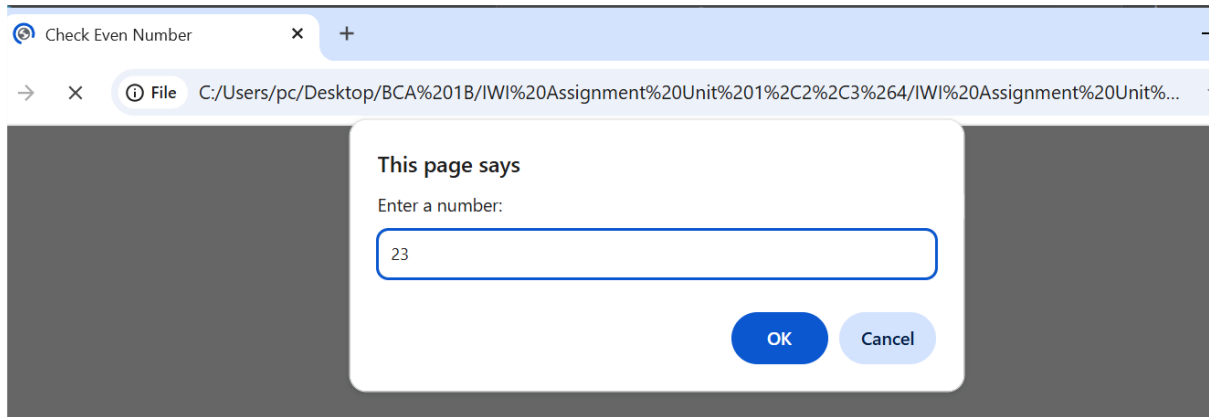 Check Even Number
File C:/Users/pc/Desktop/BCA%201B/IWI%20Assignment%20Unit%201%2C2%2C3%264/IWI%20Assignment%20Unit%...
This page says
Enter a number:
23
OK Cancel